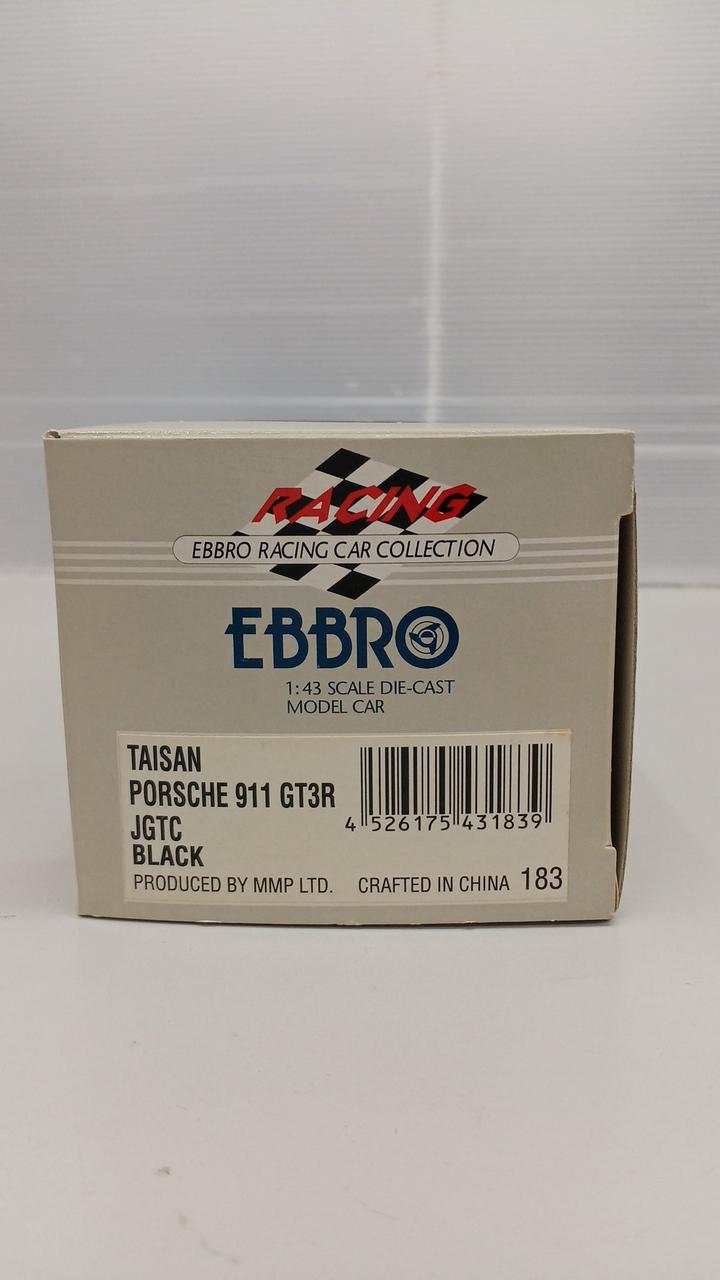 RACING
EBBRO RACING CAR COLLECTION
EBBRO
1:43 SCALE DIE-CAST
MODEL CAR
TAISAN
PORSCHE 911 GT3R
JGTC
BLACK
4 526175 431839
PRODUCED BY MMP LTD. CRAFTED IN CHINA 183